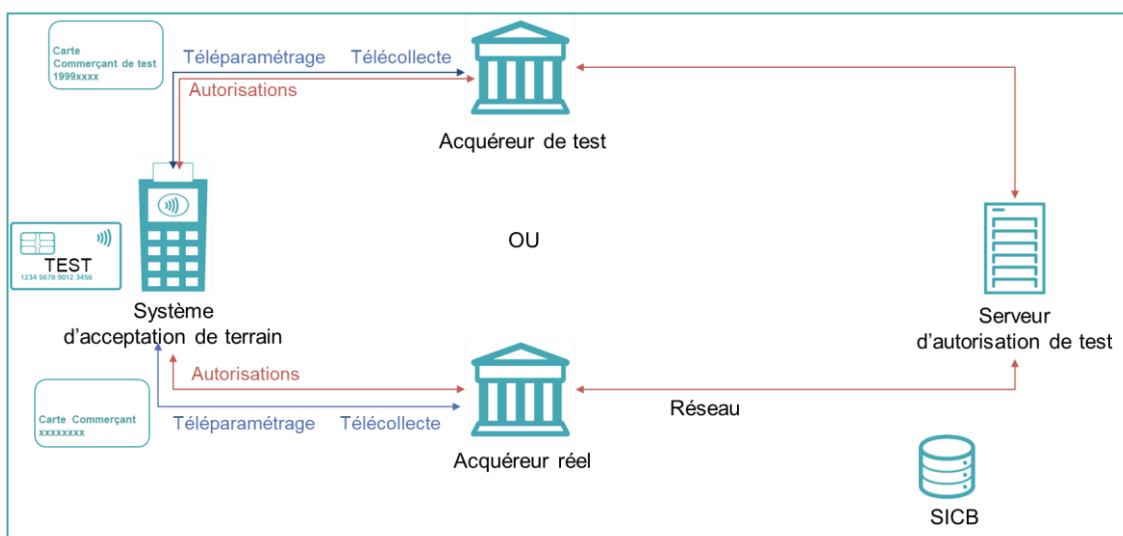 Carte
Commerçant de test
1999xxxx
Téléparamétrage Télécollecte
Autorisations
Acquéreur de test
TEST
1234 5678 9012 3456
OU
Système
d'acceptation de terrain
Serveur
d'autorisation de test
Carte Commerçant
xxxxxxxx
Autorisations
Téléparamétrage Télécollecte
Réseau
Acquéreur réel
SICB